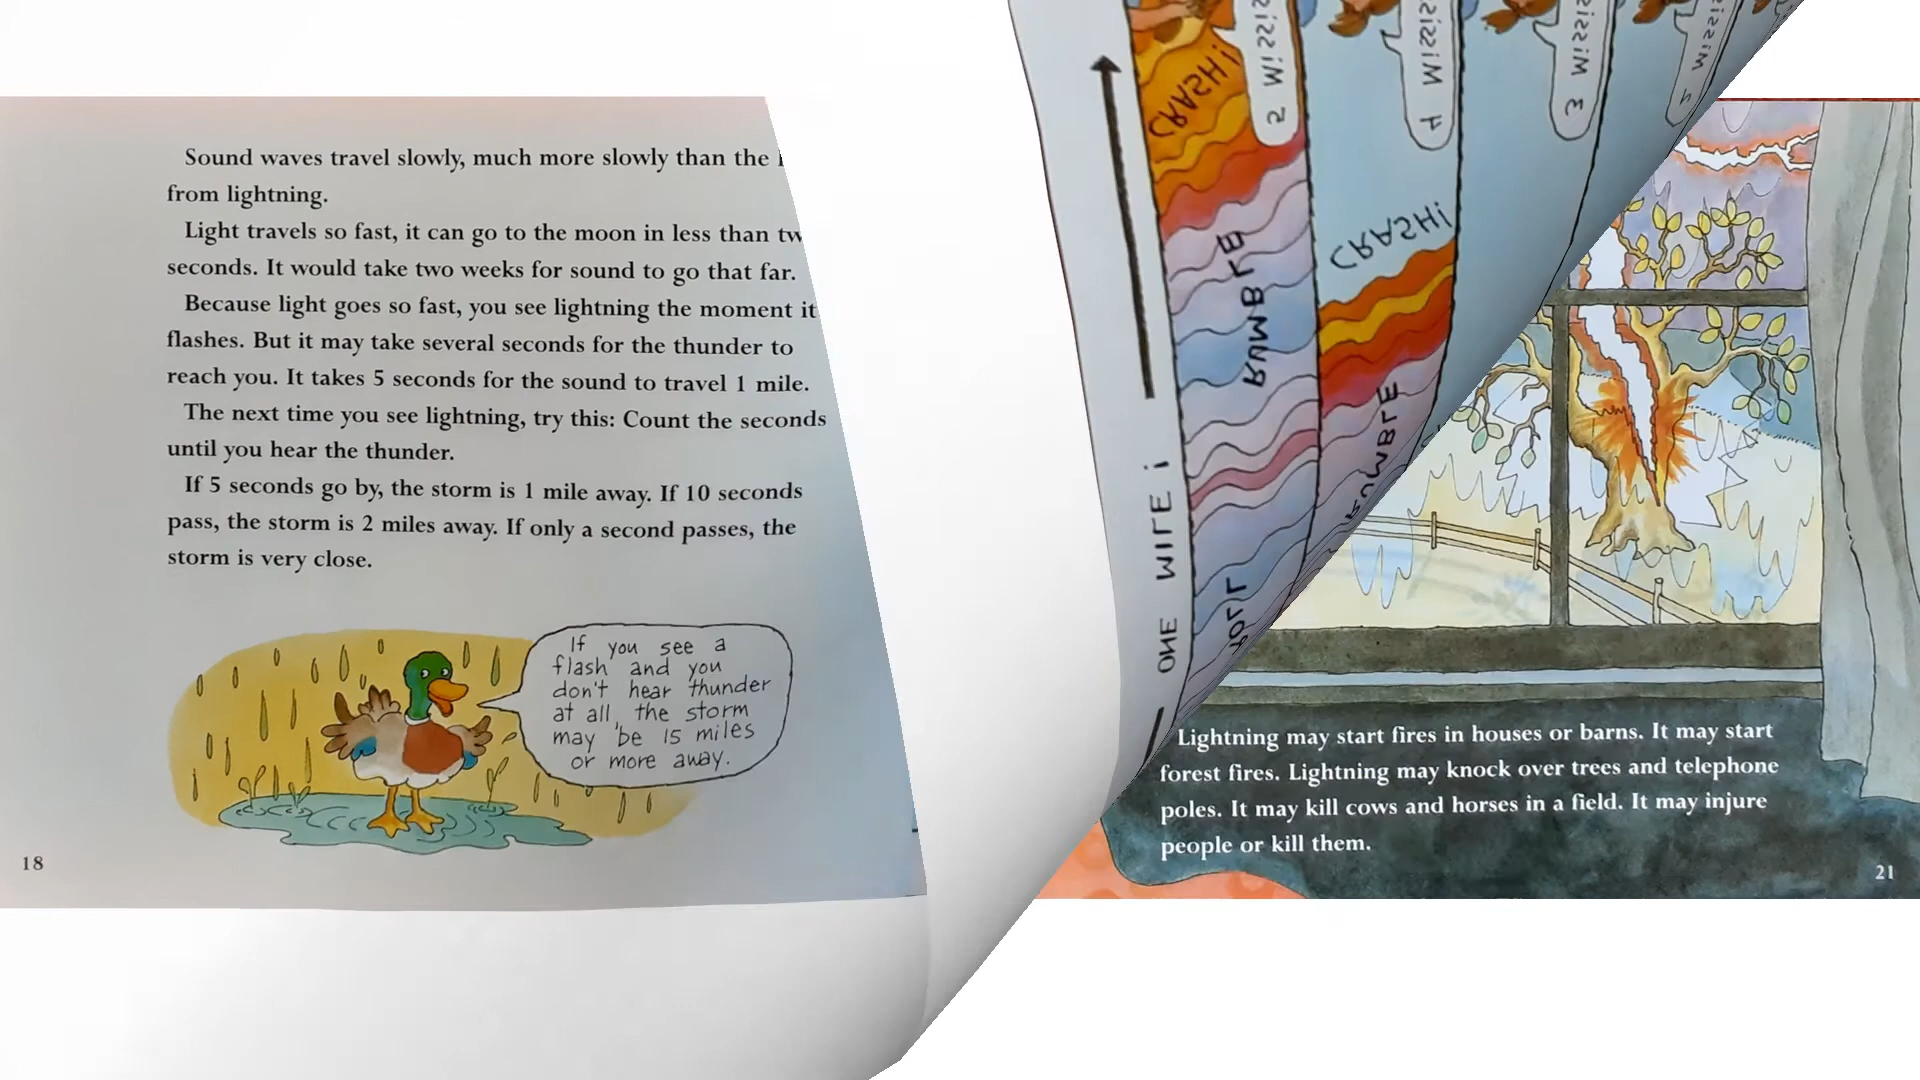 Sound waves travel slowly, much more slowly than the
from lightning.
Light travels so fast, it can go to the moon in less than tw
seconds. It would take two weeks for sound to go that far.
Because light goes so fast, you see lightning the moment it
flashes. But it may take several seconds for the thunder to
reach you. It takes 5 seconds for the sound to travel 1 mile.
The next time you see lightning, try this: Count the seconds
until you hear the thunder.
If 5 seconds go by, the storm is 1 mile away. If 10 seconds
pass, the storm is 2 miles away. If only a second passes, the
storm is very close.
If you see a
flash and you
don't hear thunder
at all, the storm
may be 15 miles
or more away.
18
5 Missis
CRASH!
RUMBLE
ROLL
ONE MILE!
4 Missis
CRASH!
RUMBLE
3 Missis
Lightning may start fires in houses or barns. It may start
forest fires. Lightning may knock over trees and telephone
poles. It may kill cows and horses in a field. It may injure
people or kill them.
21